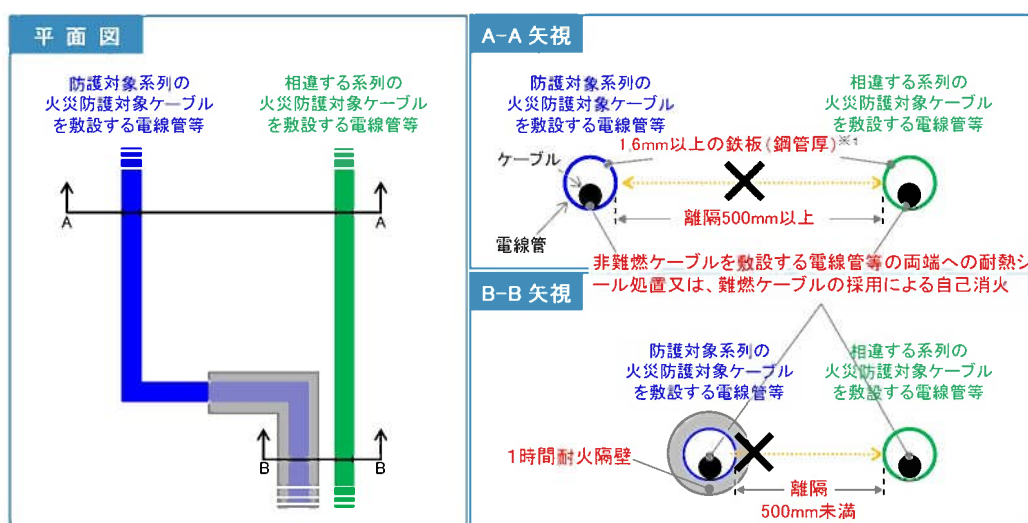 平面図
防護対象系列の
火災防護対象ケーブル
を敷設する電線管等
相違する系列の
火災防護対象ケーブル
を敷設する電線管等
A
A
B
B
A-A 矢視
防護対象系列の
火災防護対象ケーブル
を敷設する電線管等
相違する系列の
火災防護対象ケーブル
を敷設する電線管等
1.6mm以上の鉄板(鋼管厚)※1
ケーブル
離隔500mm以上
電線管
非難燃ケーブルを敷設する電線管等の両端への耐熱シ
ール処置又は、難燃ケーブルの採用による自己消火
B-B 矢視
防護対象系列の
火災防護対象ケーブル
を敷設する電線管等
相違する系列の
火災防護対象ケーブル
を敷設する電線管等
1時間耐火隔壁
離隔
500mm未満